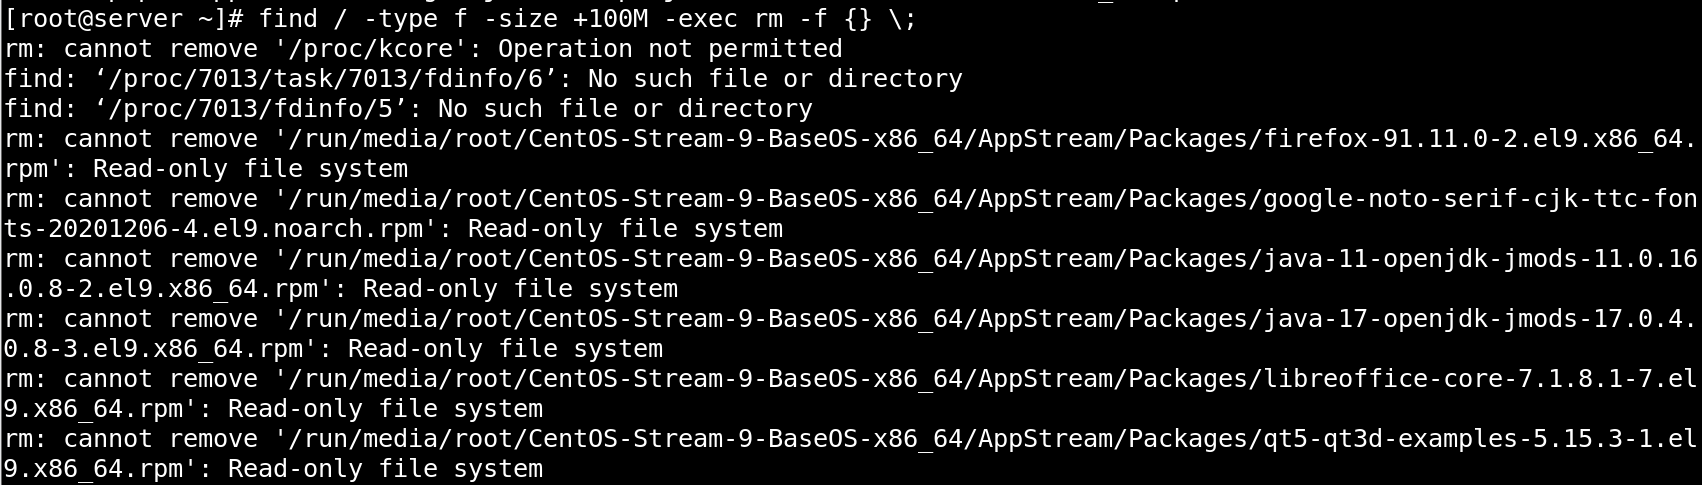 [root@server ~]# find / -type f -size +100M -exec rm -f {} \;
rm: cannot remove '/proc/kcore': Operation not permitted
find: ‘/proc/7013/task/7013/fdinfo/6’: No such file or directory
find: ‘/proc/7013/fdinfo/5’: No such file or directory
rm: cannot remove '/run/media/root/CentOS-Stream-9-BaseOS-x86_64/AppStream/Packages/firefox-91.11.0-2.el9.x86_64.
rpm': Read-only file system
rm: cannot remove '/run/media/root/CentOS-Stream-9-BaseOS-x86_64/AppStream/Packages/google-noto-serif-cjk-ttc-fon
ts-20201206-4.el9.noarch.rpm': Read-only file system
rm: cannot remove '/run/media/root/CentOS-Stream-9-BaseOS-x86_64/AppStream/Packages/java-11-openjdk-jmods-11.0.16
.0.8-2.el9.x86_64.rpm': Read-only file system
rm: cannot remove '/run/media/root/CentOS-Stream-9-BaseOS-x86_64/AppStream/Packages/java-17-openjdk-jmods-17.0.4.
0.8-3.el9.x86_64.rpm': Read-only file system
rm: cannot remove '/run/media/root/CentOS-Stream-9-BaseOS-x86_64/AppStream/Packages/libreoffice-core-7.1.8.1-7.el
9.x86_64.rpm': Read-only file system
rm: cannot remove '/run/media/root/CentOS-Stream-9-BaseOS-x86_64/AppStream/Packages/qt5-qt3d-examples-5.15.3-1.el
9.x86_64.rpm': Read-only file system